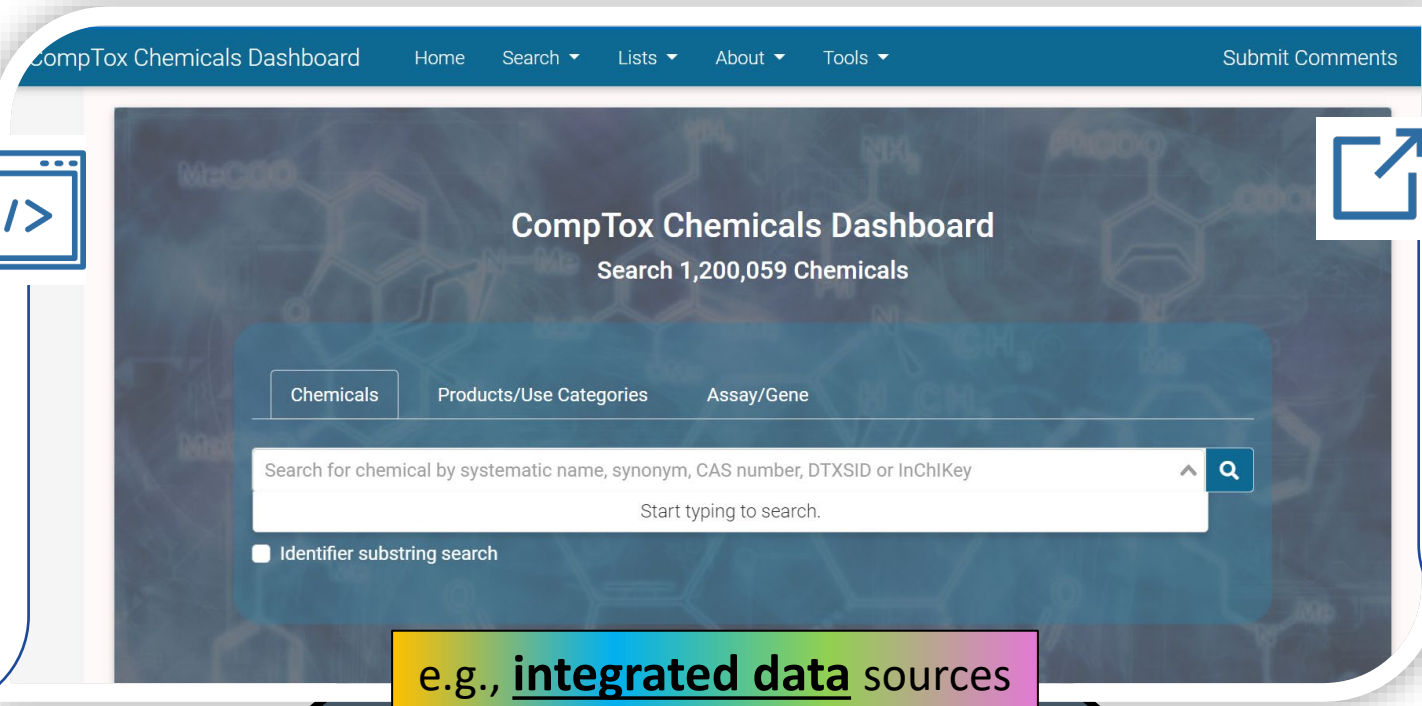 CompTox Chemicals Dashboard Home Search Lists About Tools Submit Comments
/>
CompTox Chemicals Dashboard
Search 1,200,059 Chemicals
Chemicals Products/Use Categories Assay/Gene
Search for chemical by systematic name, synonym, CAS number, DTXSID or InChIKey
Start typing to search.
Identifier substring search
e.g., integrated data sources